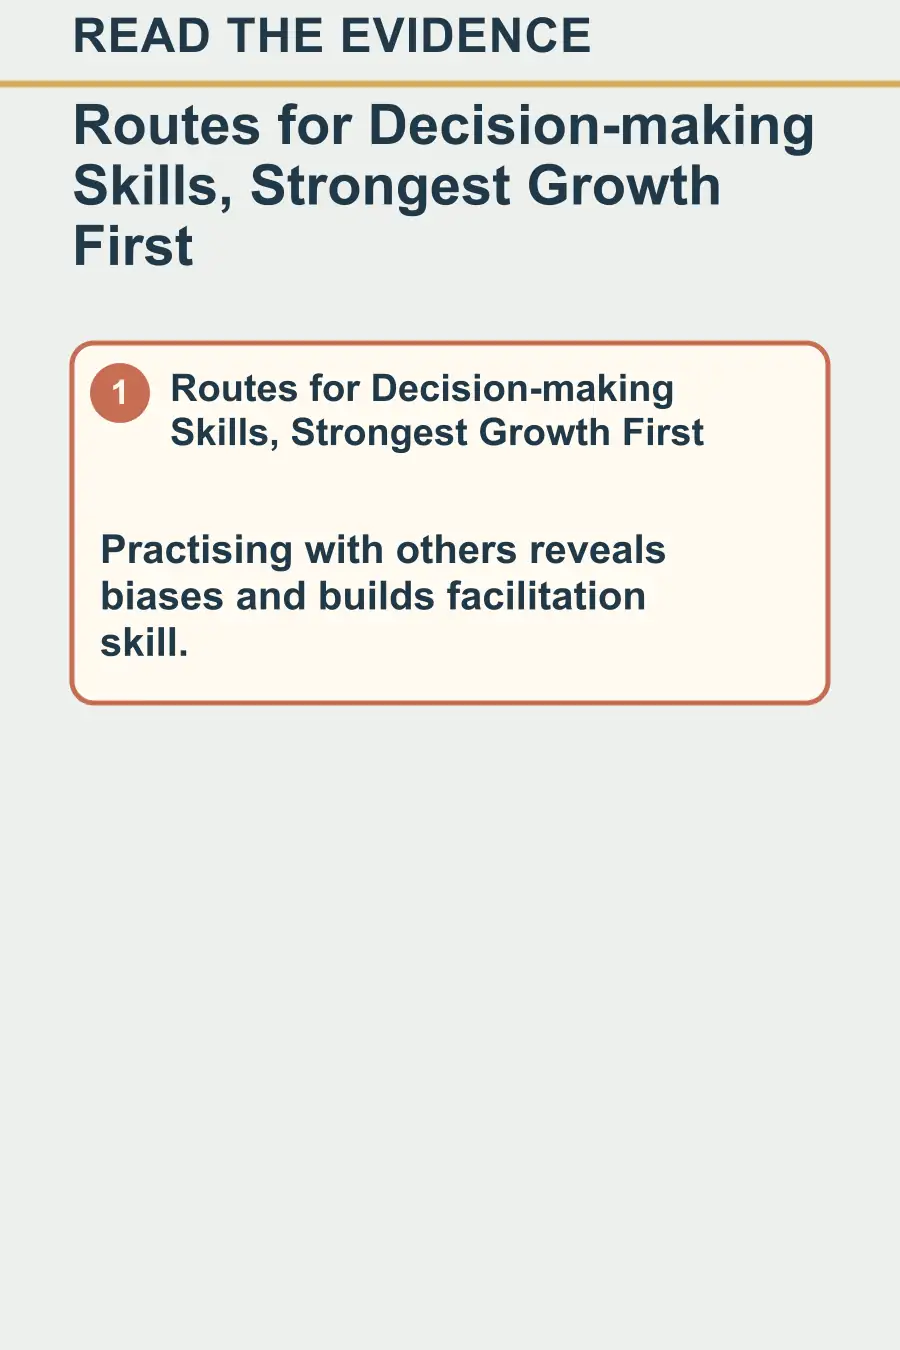 READ THE EVIDENCE
Routes for Decision-making
Skills, Strongest Growth
First
1
Routes for Decision-making
Skills, Strongest Growth First
Practising with others reveals
biases and builds facilitation
skill.